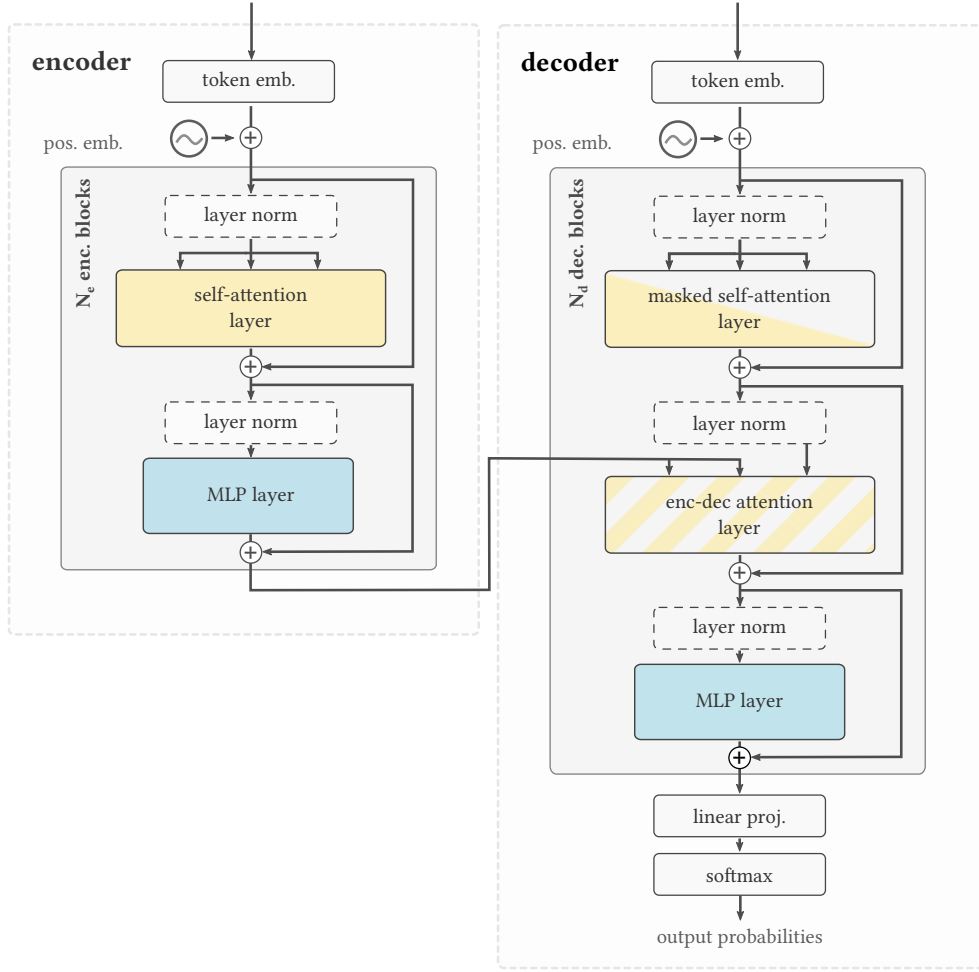 encoder
token emb.
pos. emb.
Nₑ enc. blocks
layer norm
self-attention
layer
layer norm
MLP layer
decoder
token emb.
pos. emb.
N_d dec. blocks
layer norm
masked self-attention
layer
layer norm
enc-dec attention
layer
layer norm
MLP layer
linear proj.
softmax
output probabilities